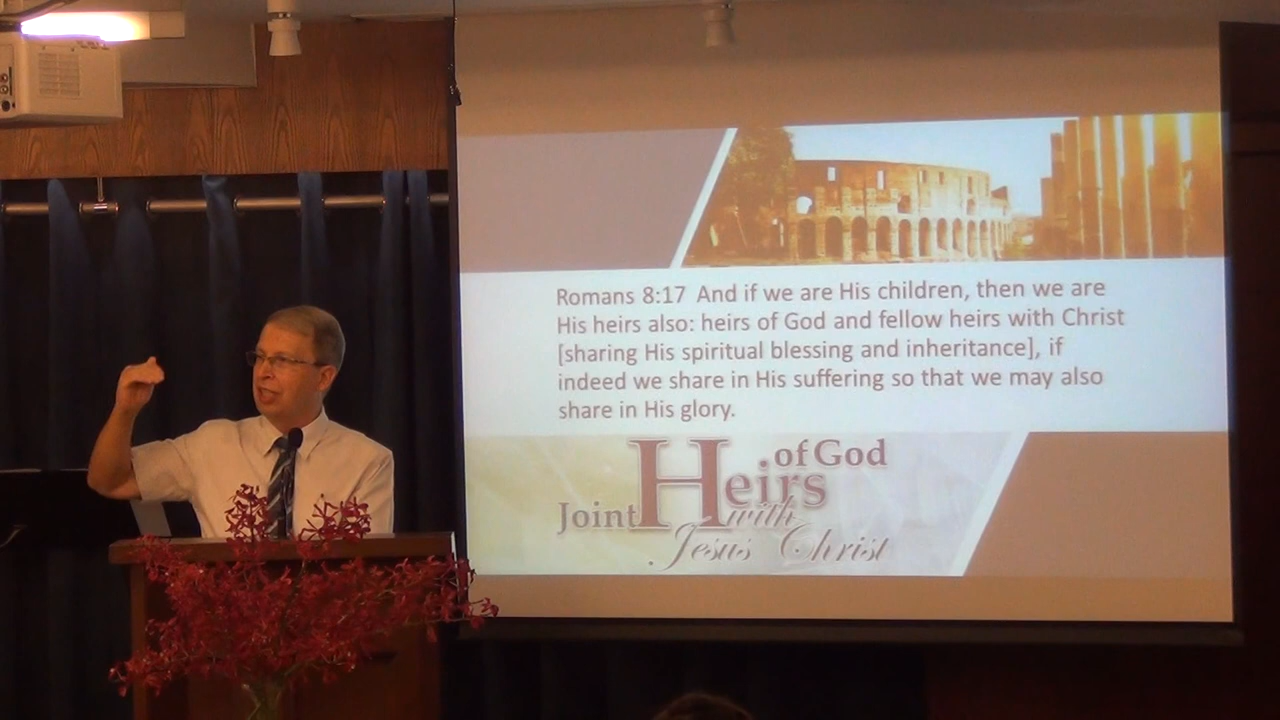 Romans 8:17 And if we are His children, then we are
His heirs also: heirs of God and fellow heirs with Christ
[sharing His spiritual blessing and inheritance], if
indeed we share in His suffering so that we may also
share in His glory.
Joint Heirs of God
with
Jesus Christ